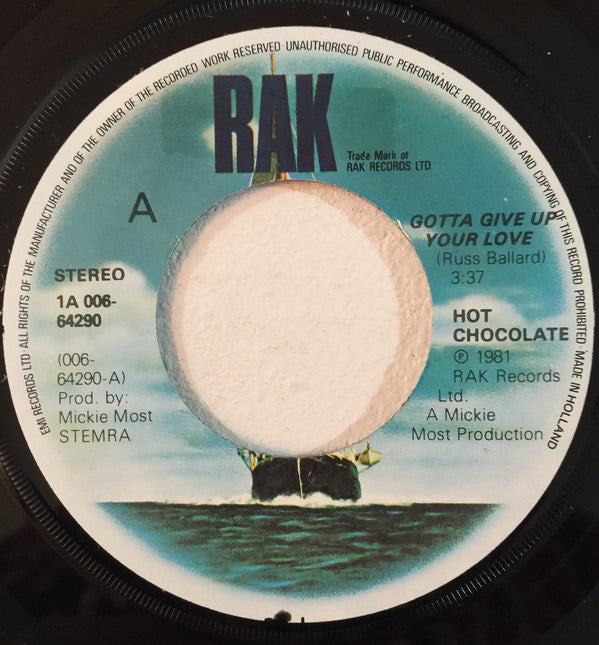 EMI RECORDS LTD · ALL RIGHTS OF THE MANUFACTURER AND OF THE OWNER OF THE RECORDED WORK RESERVED UNAUTHORISED PUBLIC PERFORMANCE BROADCASTING AND COPYING OF THIS RECORD PROHIBITED · MADE IN HOLLAND
RAK
Trade Mark of
RAK RECORDS LTD
A
STEREO
1A 006-
64290
(006-
64290-A)
Prod. by:
Mickie Most
STEMRA
GOTTA GIVE UP
YOUR LOVE
(Russ Ballard)
3:37
HOT
CHOCOLATE
℗ 1981
RAK Records
Ltd.
A Mickie
Most Production